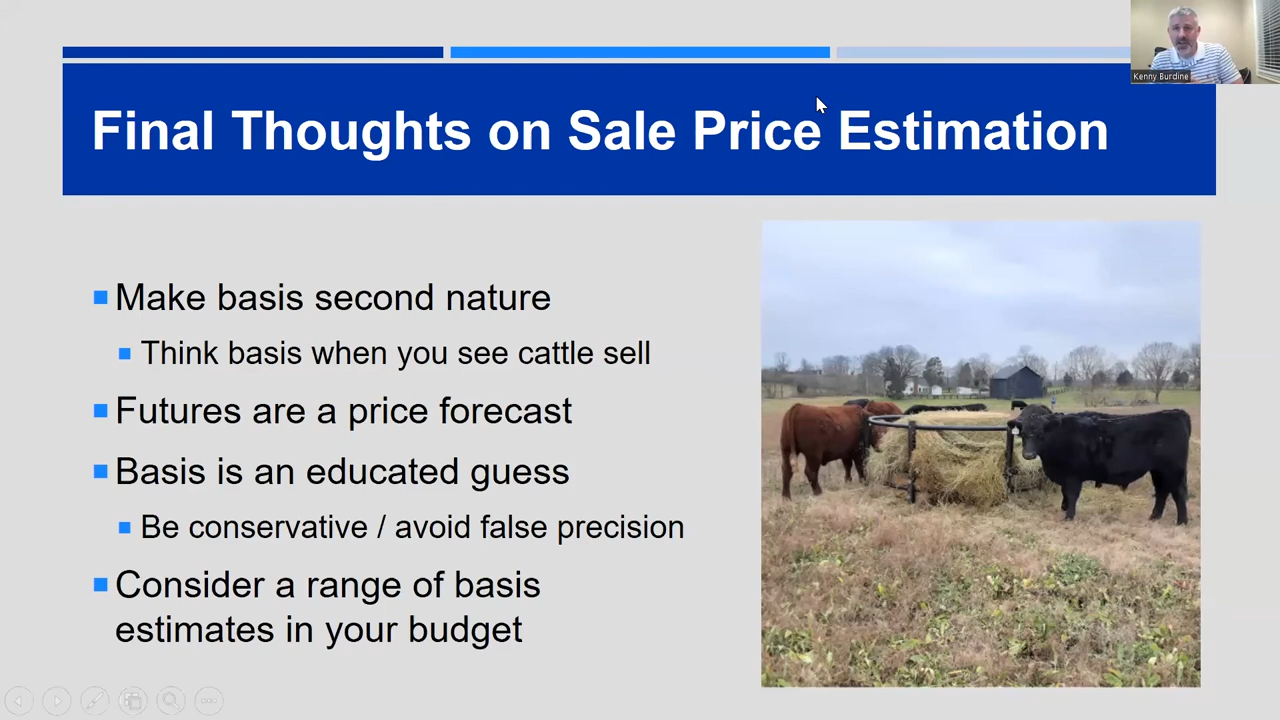 Kenny Burdine
Final Thoughts on Sale Price Estimation
Make basis second nature
Think basis when you see cattle sell
Futures are a price forecast
Basis is an educated guess
Be conservative / avoid false precision
Consider a range of basis
estimates in your budget